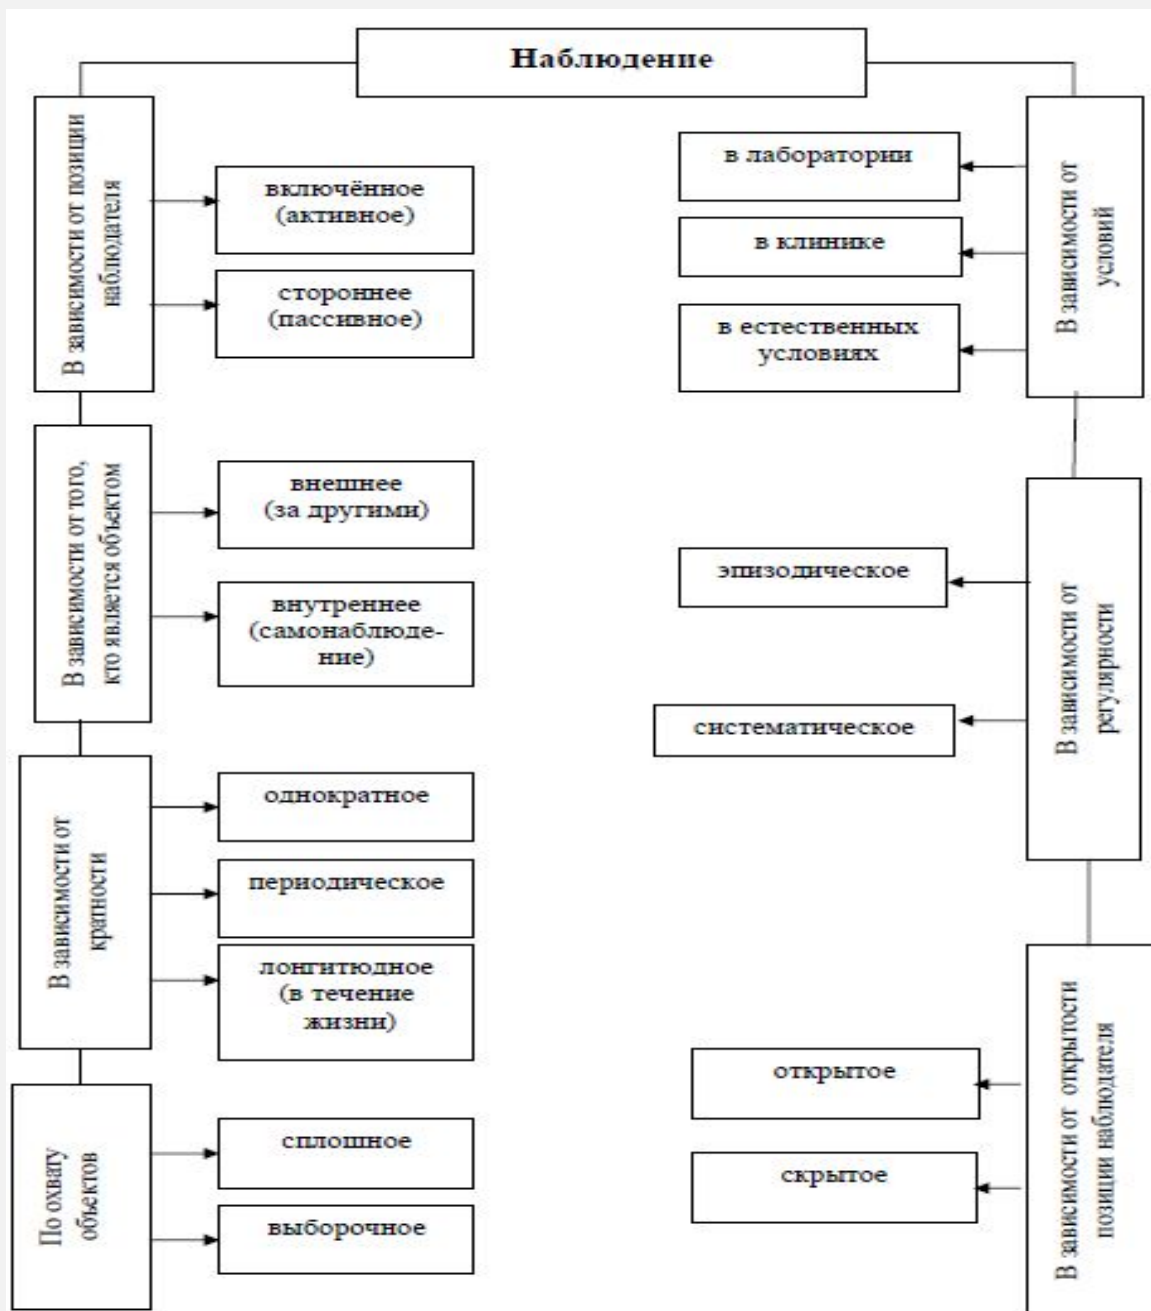 Наблюдение
В зависимости от позиции
наблюдателя
включённое
(активное)
стороннее
(пассивное)
В зависимости от того,
кто является объектом
внешнее
(за другими)
внутреннее
(самонаблюде-
ние)
В зависимости от
кратности
однократное
периодическое
лонгитюдное
(в течение
жизни)
По охвату
объектов
сплошное
выборочное
В зависимости от
условий
в лаборатории
в клинике
в естественных
условиях
В зависимости от
регулярности
эпизодическое
систематическое
В зависимости от открытости
позиции наблюдателя
открытое
скрытое